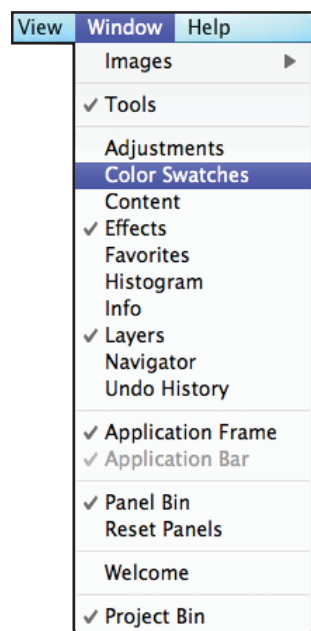 View Window Help
Images
Tools
Adjustments
Color Swatches
Content
Effects
Favorites
Histogram
Info
Layers
Navigator
Undo History
Application Frame
Application Bar
Panel Bin
Reset Panels
Welcome
Project Bin